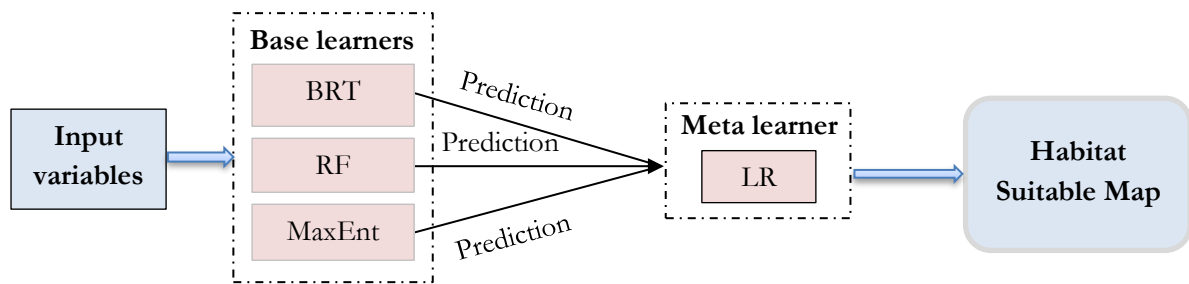 Input
variables
Base learners
BRT
RF
MaxEnt
Prediction
Prediction
Prediction
Meta learner
LR
Habitat
Suitable Map